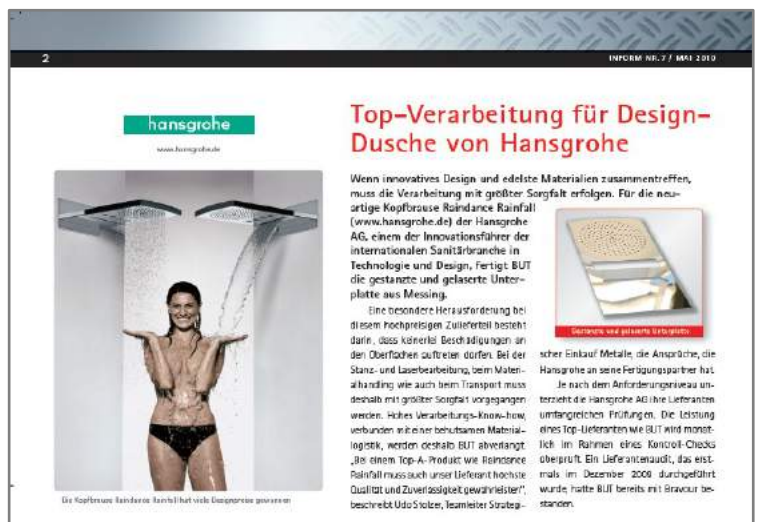 2
INFORM NR.7 / MAI 2010
hansgrohe
www.hansgrohe.de
Top-Verarbeitung für Design-
Dusche von Hansgrohe
Wenn innovatives Design und edelste Materialien zusammentreffen,
muss die Verarbeitung mit größter Sorgfalt erfolgen. Für die neu-
artige Kopfbrause Raindance Rainfall
(www.hansgrohe.de) der Hansgrohe
AG, einem der Innovationsführer der
internationalen Sanitärbranche in
Technologie und Design, fertigt BUT
die gestanzte und gelaserte Unter-
platte aus Messing.
Eine besondere Herausforderung bei
diesem hochpreisigen Zulieferteil besteht
darin, dass keinerlei Beschädigungen an
den Oberflächen auftreten dürfen. Bei der
Stanz- und Laserbearbeitung, beim Materi-
alhandling wie auch beim Transport muss
deshalb mit größter Sorgfalt vorgegangen
werden. Hohes Verarbeitungs-Know-how,
verbunden mit einer behutsamen Material-
logistik, werden deshalb BUT abverlangt.
„Bei einem Top-A-Produkt wie Raindance
Rainfall muss auch unser Lieferant höchste
Qualität und Zuverlässigkeit gewährleisten",
beschreibt Udo Stolzer, Teamleiter Strategi-
Gestanzte und gelaserte Unterplatte
scher Einkauf Metalle, die Ansprüche, die
Hansgrohe an seine Fertigungspartner hat.
Je nach dem Anforderungsniveau un-
terzieht die Hansgrohe AG ihre Lieferanten
umfangreichen Prüfungen. Die Leistung
eines Top-Lieferanten wie BUT wird monat-
lich im Rahmen eines Kontroll-Checks
überprüft. Ein Lieferantenaudit, das erst-
mals im Dezember 2009 durchgeführt
wurde, hatte BUT bereits mit Bravour be-
standen.
Die Kopfbrause Raindance Rainfall hat viele Designpreise gewonnen